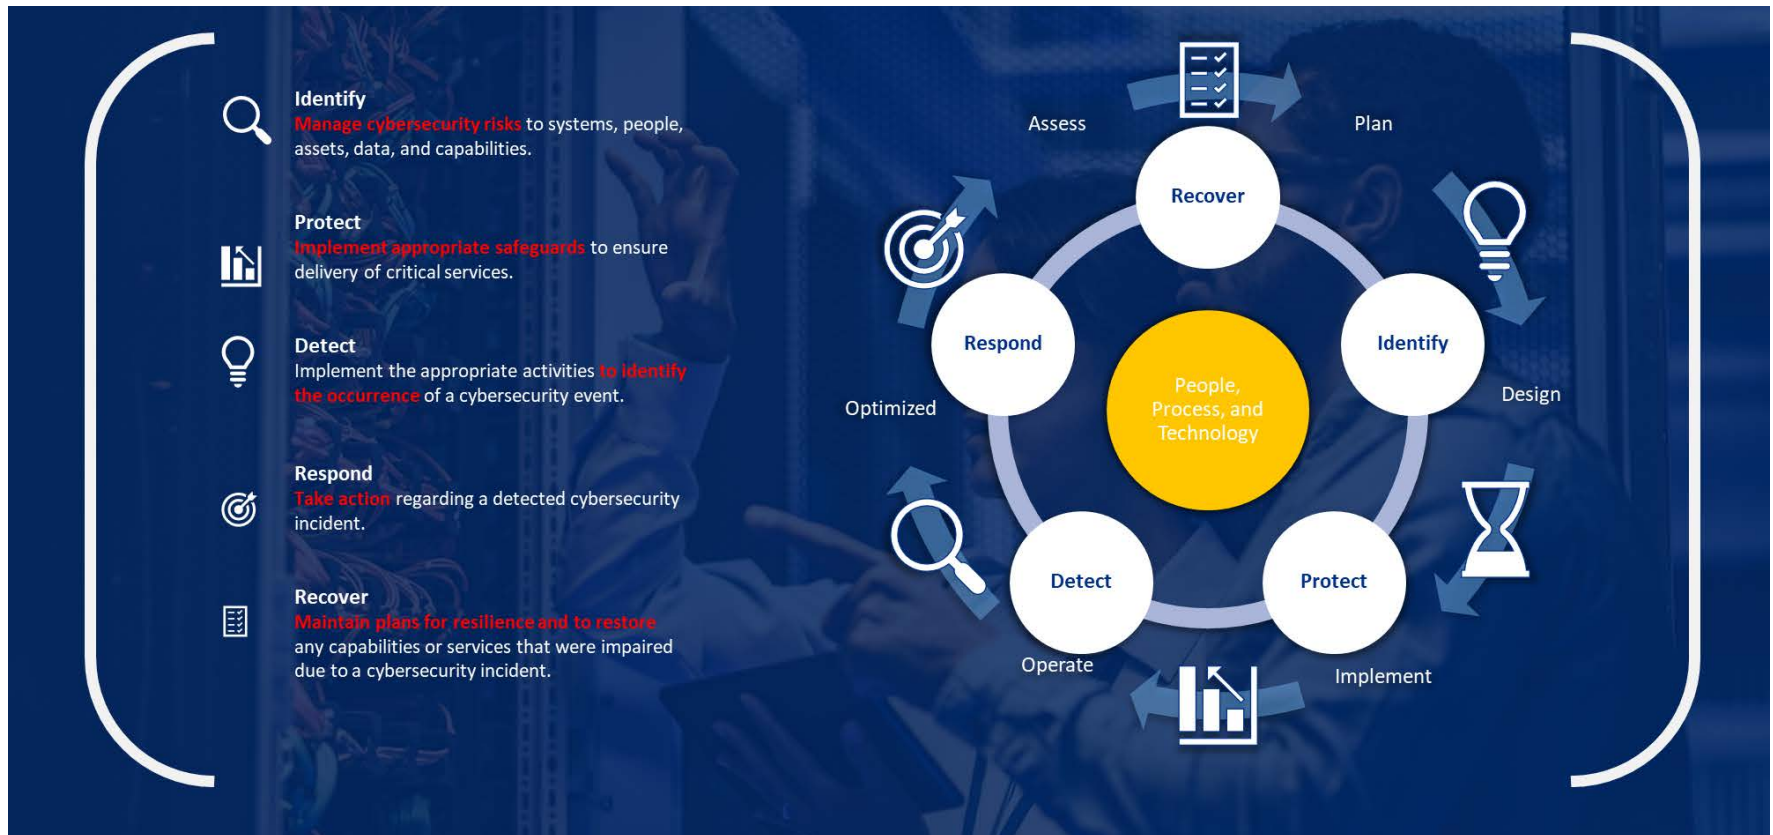 Identify
Manage cybersecurity risks to systems, people,
assets, data, and capabilities.
Protect
Implement appropriate safeguards to ensure
delivery of critical services.
Detect
Implement the appropriate activities to identify
the occurrence of a cybersecurity event.
Respond
Take action regarding a detected cybersecurity
incident.
Recover
Maintain plans for resilience and to restore
any capabilities or services that were impaired
due to a cybersecurity incident.
Assess
Plan
Recover
Respond
Identify
People,
Process, and
Technology
Optimized
Design
Detect
Protect
Operate
Implement